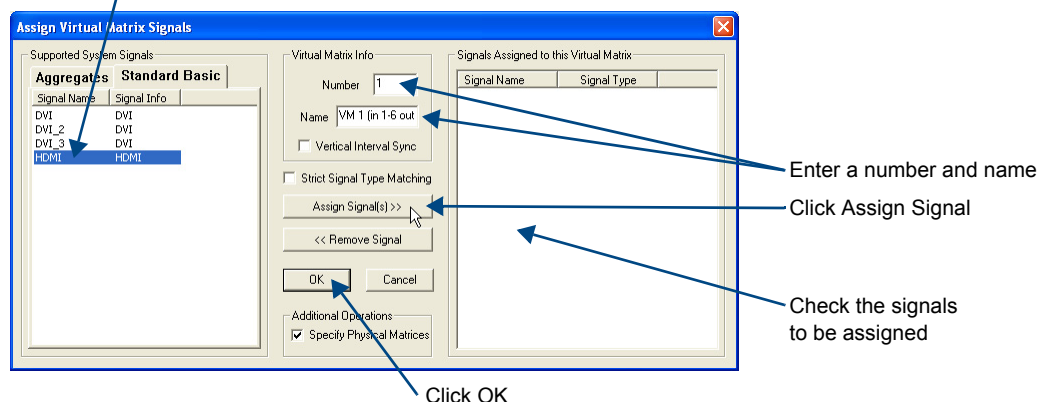 Assign Virtual Matrix Signals
Supported System Signals
Aggregates Standard Basic
Signal Name Signal Info
DVI DVI
DVI_2 DVI
DVI_3 DVI
HDMI HDMI
Virtual Matrix Info
Number 1
Name VM 1 (in 1-6 out
Vertical Interval Sync
Strict Signal Type Matching
Assign Signal(s) >>
<< Remove Signal
OK Cancel
Additional Operations
Specify Physical Matrices
Signals Assigned to this Virtual Matrix
Signal Name Signal Type
Enter a number and name
Click Assign Signal
Check the signals
to be assigned
Click OK